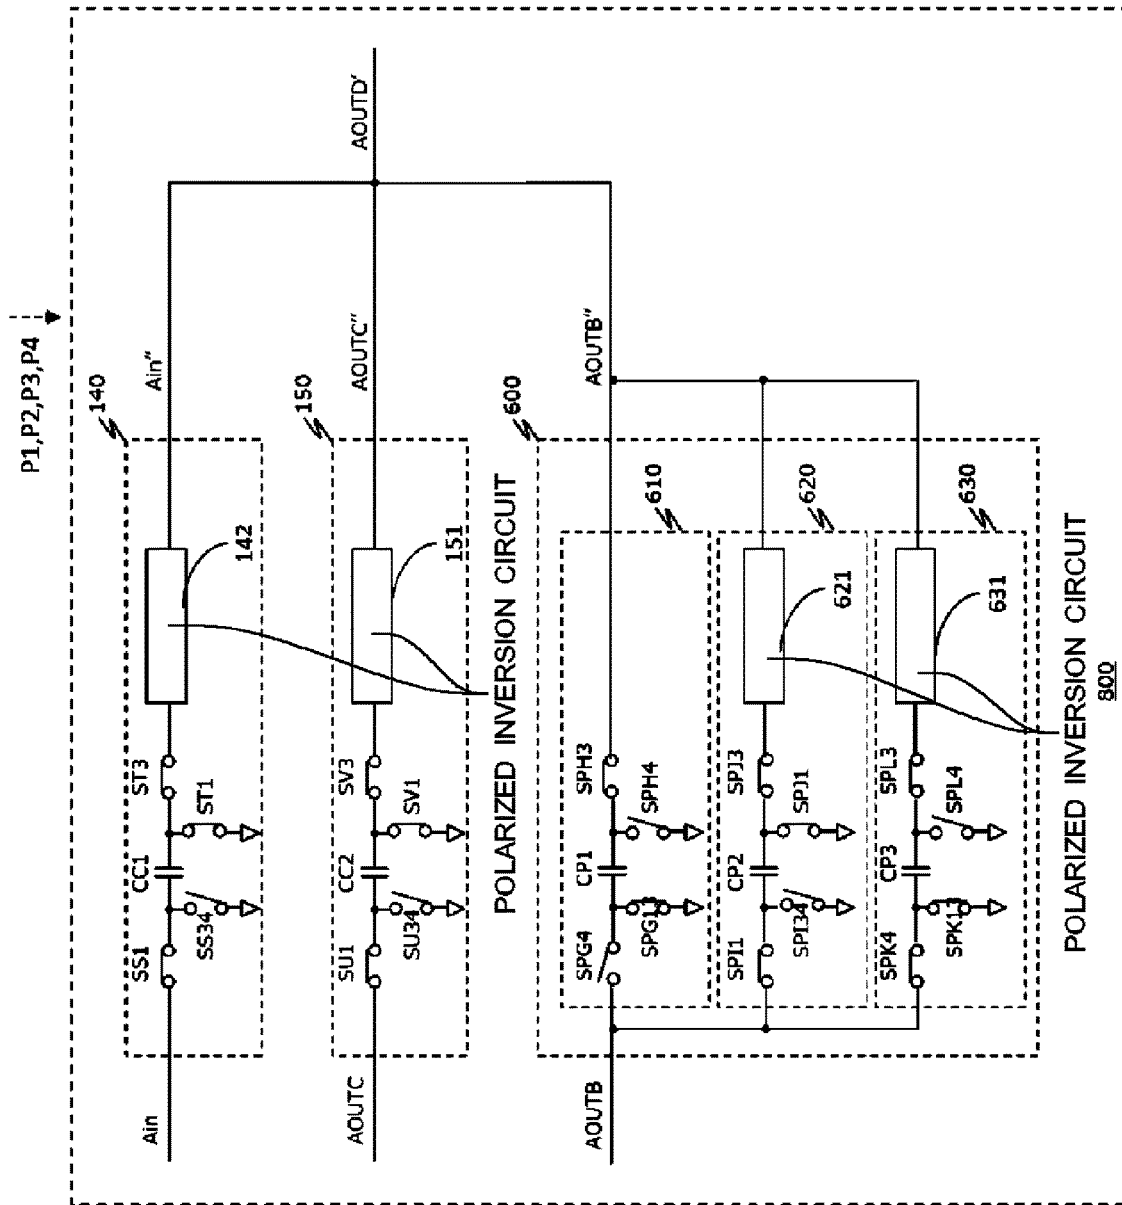 P1,P2,P3,P4
140
Ain
SS1
SS34
CC1
ST3
ST1
142
Ain"
150
AOUTC
SU1
SU34
CC2
SV3
SV1
151
AOUTC"
AOUTD'
POLARIZED INVERSION CIRCUIT
600
AOUTB
AOUTB"
610
SPG4
CP1
SPH3
SPH4
620
SPI1
SPI34
CP2
SPJ3
SPJ1
621
630
SPK4
CP3
SPL3
SPL4
631
POLARIZED INVERSION CIRCUIT
800